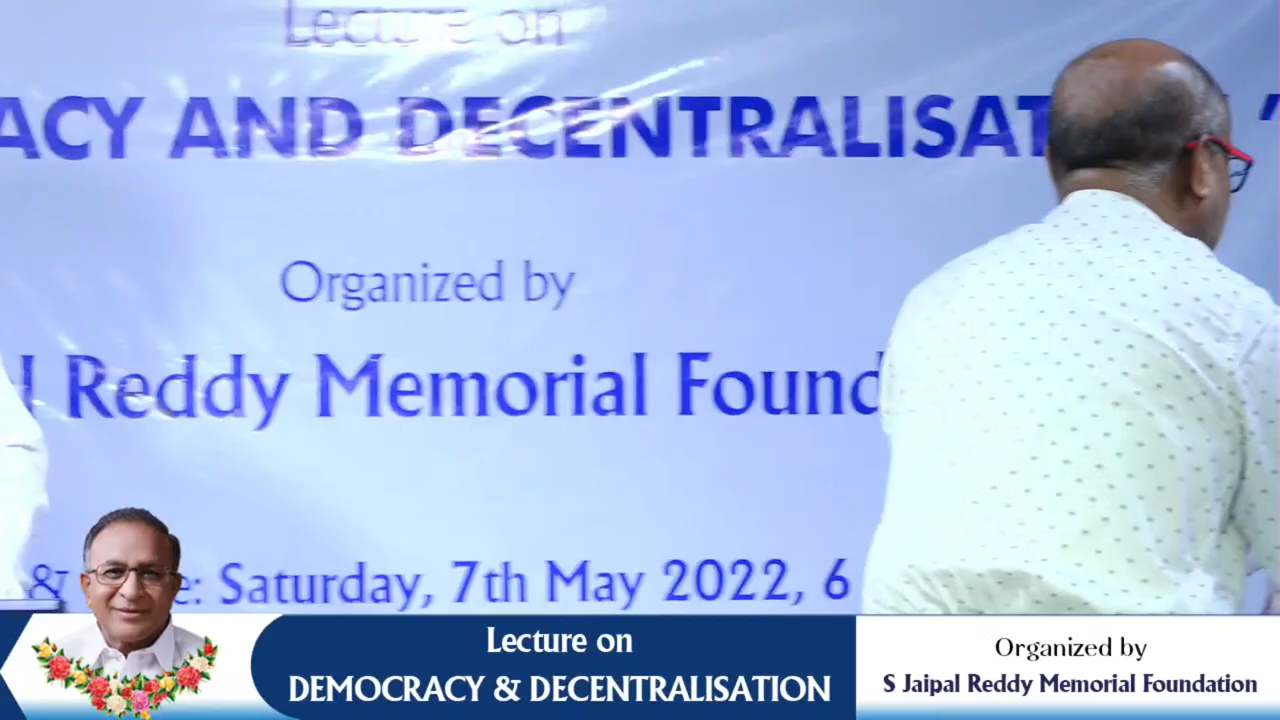 Lecture on
ACY AND DECENTRALISAT
Organized by
l Reddy Memorial Found
& e: Saturday, 7th May 2022, 6
Lecture on
DEMOCRACY & DECENTRALISATION
Organized by
S Jaipal Reddy Memorial Foundation